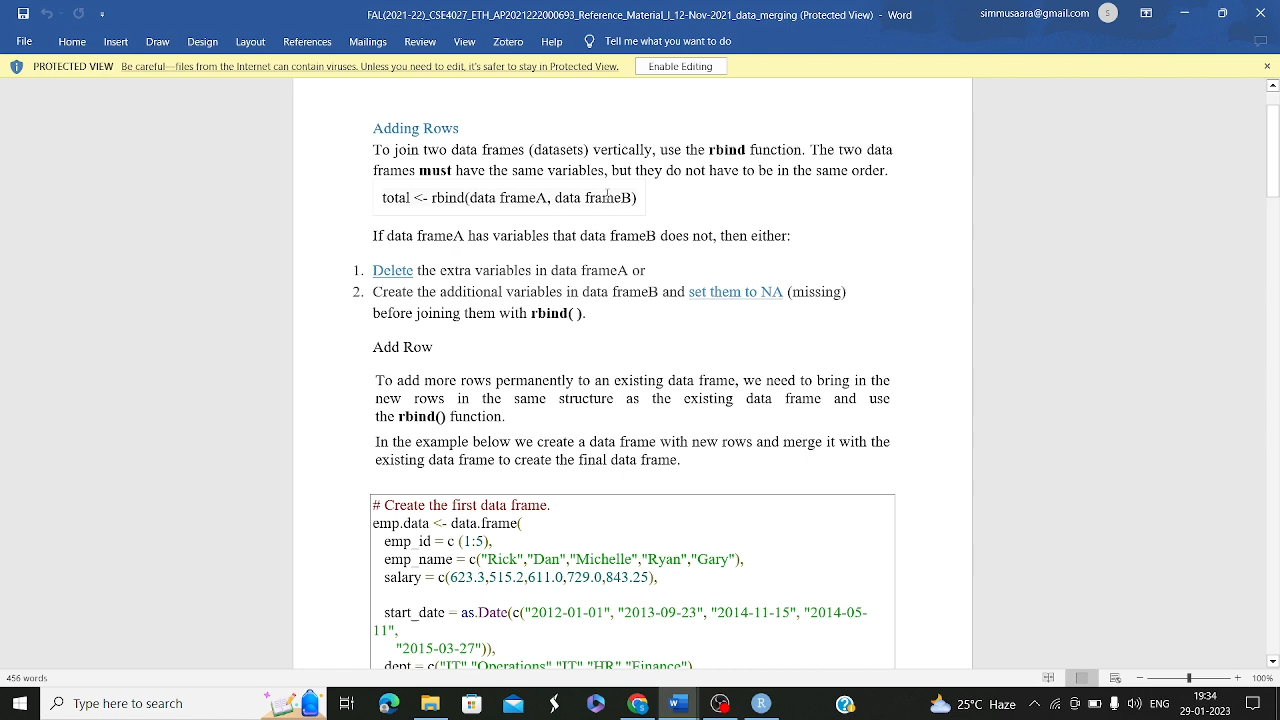 FAL(2021-22)_CSE4027_ETH_AP2021227000001_Reference_Material_I_12-Nov-2021_data_merging (Protected View) - Word
simmusaara@gmail.com
S
File Home Insert Draw Design Layout References Mailings Review View Zotero Help Tell me what you want to do
PROTECTED VIEW Be careful—files from the Internet can contain viruses. Unless you need to edit, it's safer to stay in Protected View. Enable Editing
Adding Rows
To join two data frames (datasets) vertically, use the rbind function. The two data
frames must have the same variables, but they do not have to be in the same order.
total <- rbind(data frameA, data frameB)
If data frameA has variables that data frameB does not, then either:
1. Delete the extra variables in data frameA or
2. Create the additional variables in data frameB and set them to NA (missing)
before joining them with rbind( ).
Add Row
To add more rows permanently to an existing data frame, we need to bring in the
new rows in the same structure as the existing data frame and use
the rbind() function.
In the example below we create a data frame with new rows and merge it with the
existing data frame to create the final data frame.
# Create the first data frame.
emp.data <- data.frame(
emp_id = c (1:5),
emp_name = c("Rick","Dan","Michelle","Ryan","Gary"),
salary = c(623.3,515.2,611.0,729.0,843.25),
start_date = as.Date(c("2012-01-01", "2013-09-23", "2014-11-15", "2014-05-
11",
"2015-03-27")),
dept = c("IT","Operations","IT","HR","Finance")
456 words
100%
Type here to search
25°C Haze
ENG
19:34
29-01-2023